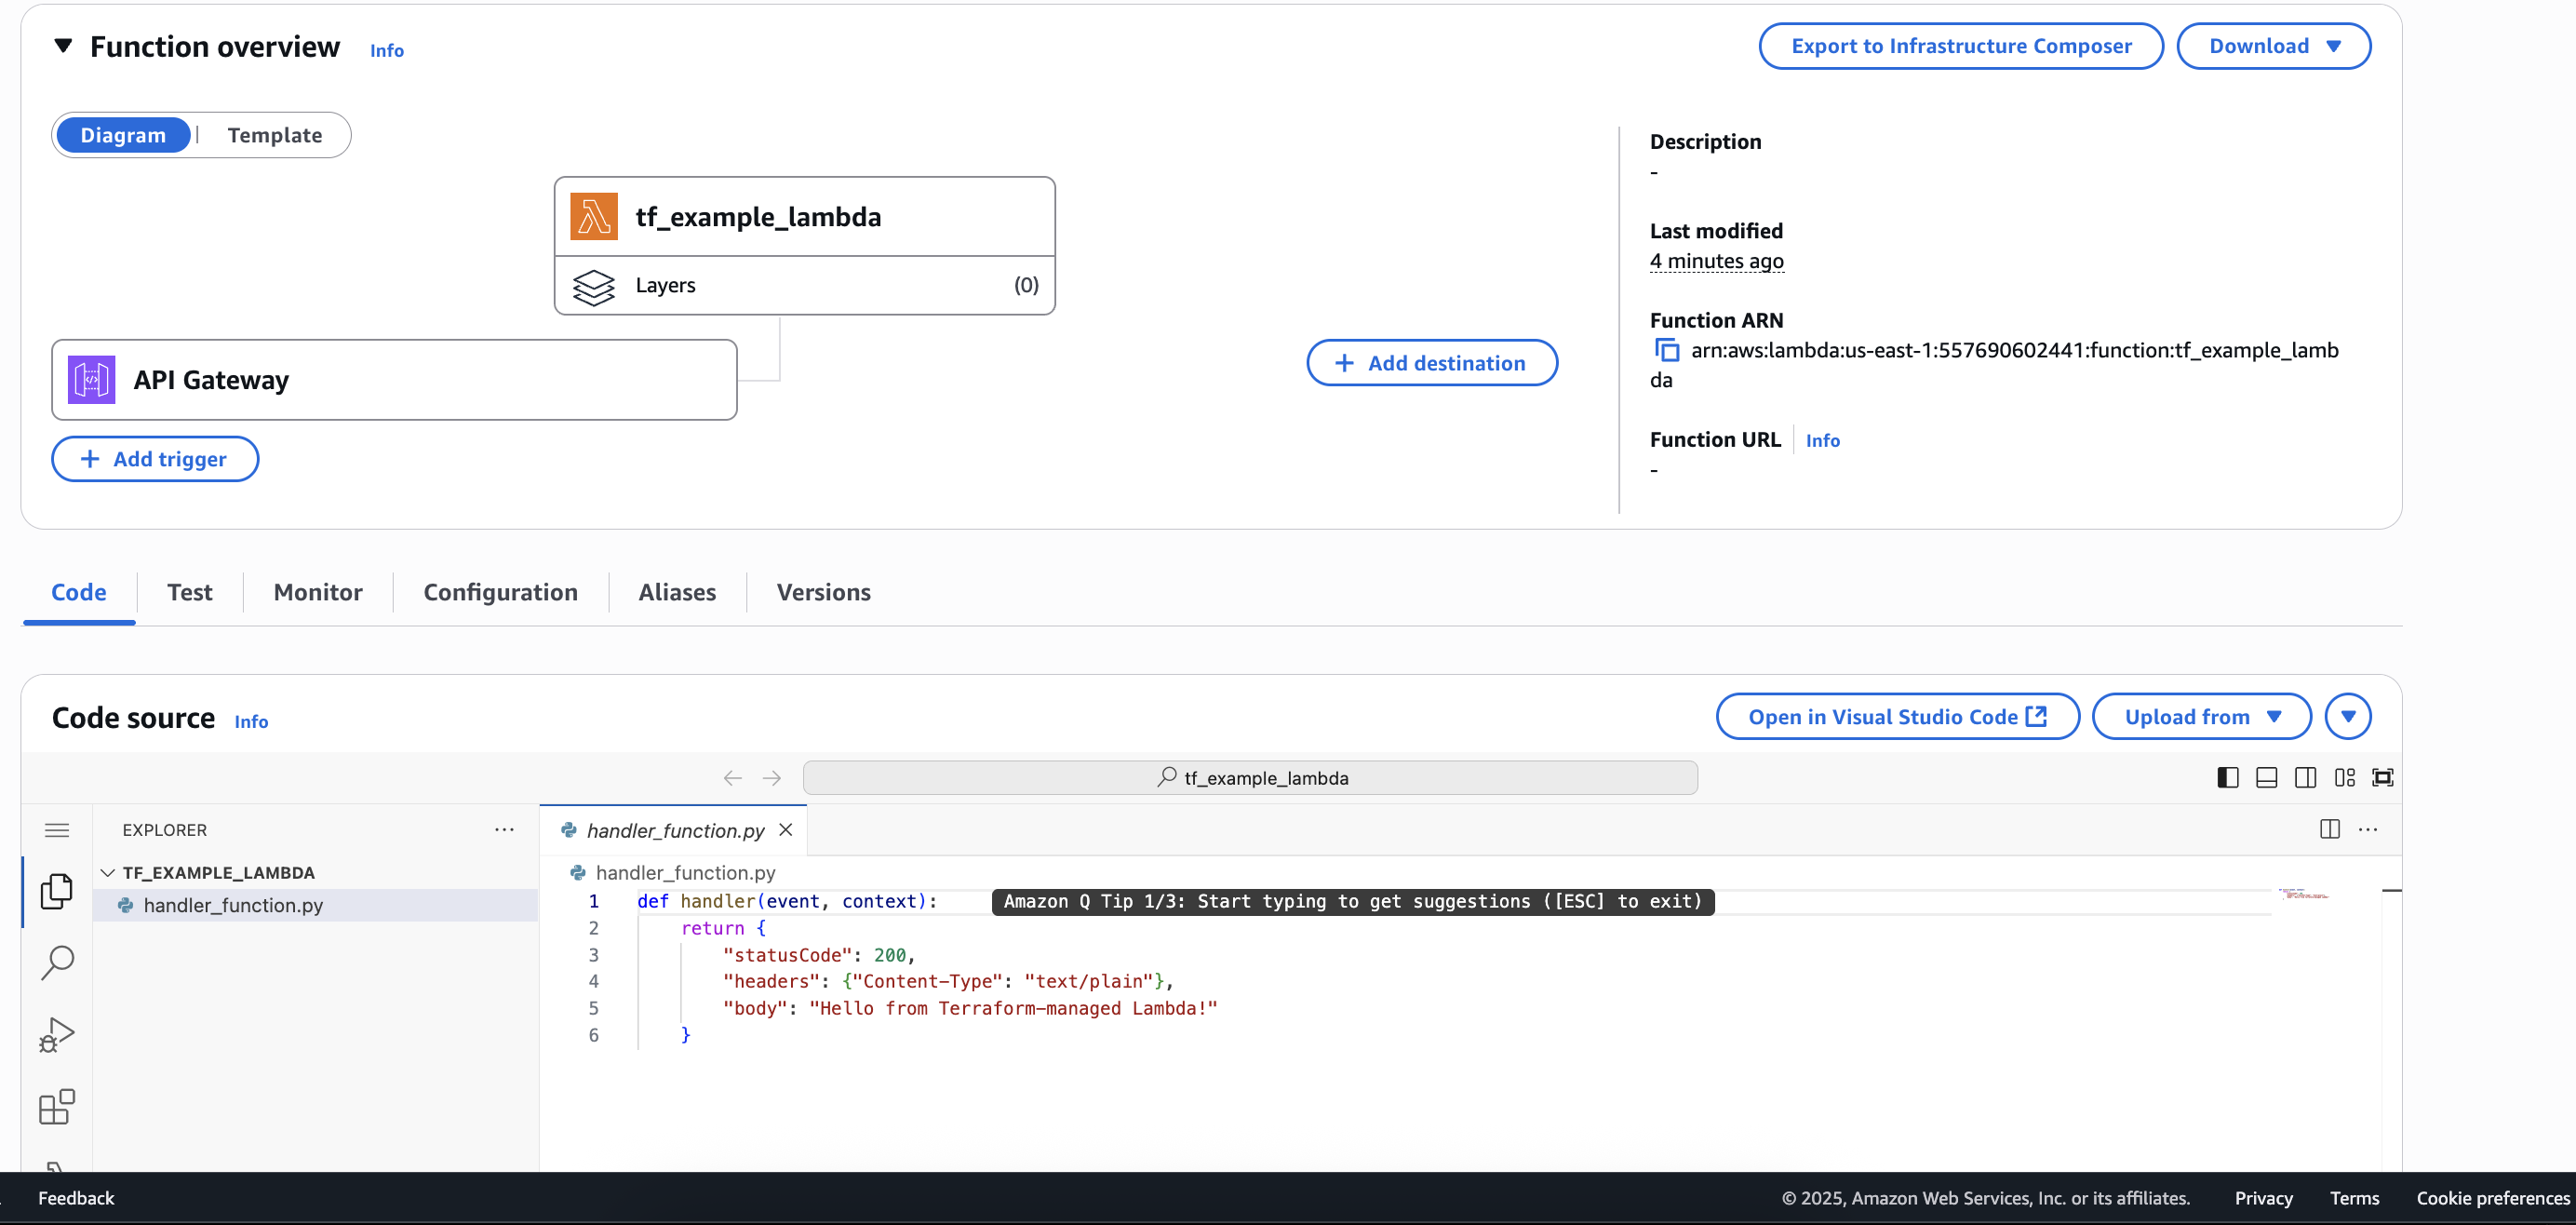 Function overview Info
Export to Infrastructure Composer
Download
Diagram | Template
tf_example_lambda
Layers (0)
API Gateway
+ Add trigger
+ Add destination
Description
-
Last modified
4 minutes ago
Function ARN
arn:aws:lambda:us-east-1:557690602441:function:tf_example_lamb
da
Function URL Info
-
Code
Test
Monitor
Configuration
Aliases
Versions
Code source Info
Open in Visual Studio Code
Upload from
tf_example_lambda
EXPLORER ...
TF_EXAMPLE_LAMBDA
handler_function.py
handler_function.py
handler_function.py
1 def handler(event, context): Amazon Q Tip 1/3: Start typing to get suggestions ([ESC] to exit)
2 return {
3 "statusCode": 200,
4 "headers": {"Content-Type": "text/plain"},
5 "body": "Hello from Terraform-managed Lambda!"
6 }
Feedback
© 2025, Amazon Web Services, Inc. or its affiliates.
Privacy
Terms
Cookie preferences